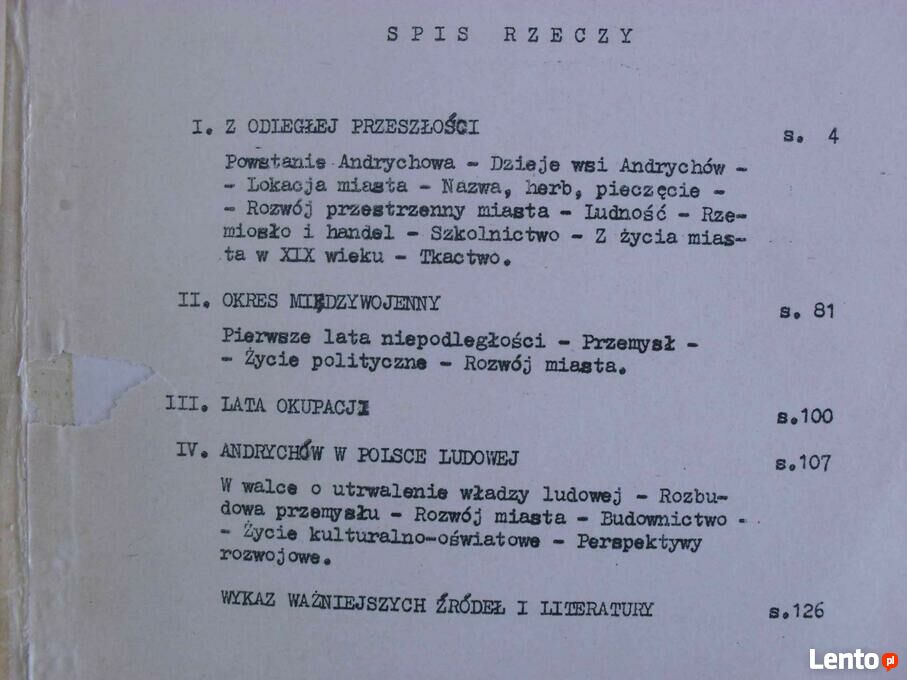 SPIS RZECZY
I. Z ODLEGŁEJ PRZESZŁOŚCI s. 4
Powstanie Andrychowa - Dzieje wsi Andrychów -
- Lokacja miasta - Nazwa, herb, pieczęcie -
- Rozwój przestrzenny miasta - Ludność - Rze-
miosło i handel - Szkolnictwo - Z życia mias-
ta w XIX wieku - Tkactwo.
II. OKRES MIĘDZYWOJENNY s. 81
Pierwsze lata niepodległości - Przemysł -
- Życie polityczne - Rozwój miasta.
III. LATA OKUPACJI s.100
IV. ANDRYCHÓW W POLSCE LUDOWEJ s.107
W walce o utrwalenie władzy ludowej - Rozbu-
dowa przemysłu - Rozwój miasta - Budownictwo -
- Życie kulturalno-oświatowe - Perspektywy
rozwojowe.
WYKAZ WAŻNIEJSZYCH ŹRÓDEŁ I LITERATURY s.126
Lento pl